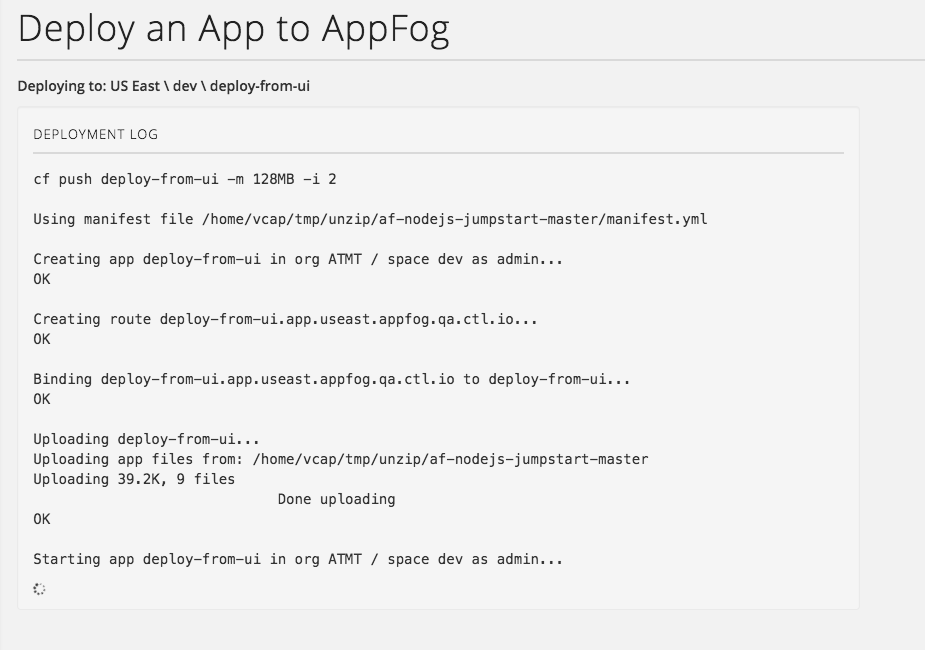 Deploy an App to AppFog
Deploying to: US East \ dev \ deploy-from-ui
DEPLOYMENT LOG
cf push deploy-from-ui -m 128MB -i 2
Using manifest file /home/vcap/tmp/unzip/af-nodejs-jumpstart-master/manifest.yml
Creating app deploy-from-ui in org ATMT / space dev as admin...
OK
Creating route deploy-from-ui.app.useast.appfog.qa.ctl.io...
OK
Binding deploy-from-ui.app.useast.appfog.qa.ctl.io to deploy-from-ui...
OK
Uploading deploy-from-ui...
Uploading app files from: /home/vcap/tmp/unzip/af-nodejs-jumpstart-master
Uploading 39.2K, 9 files
Done uploading
OK
Starting app deploy-from-ui in org ATMT / space dev as admin...